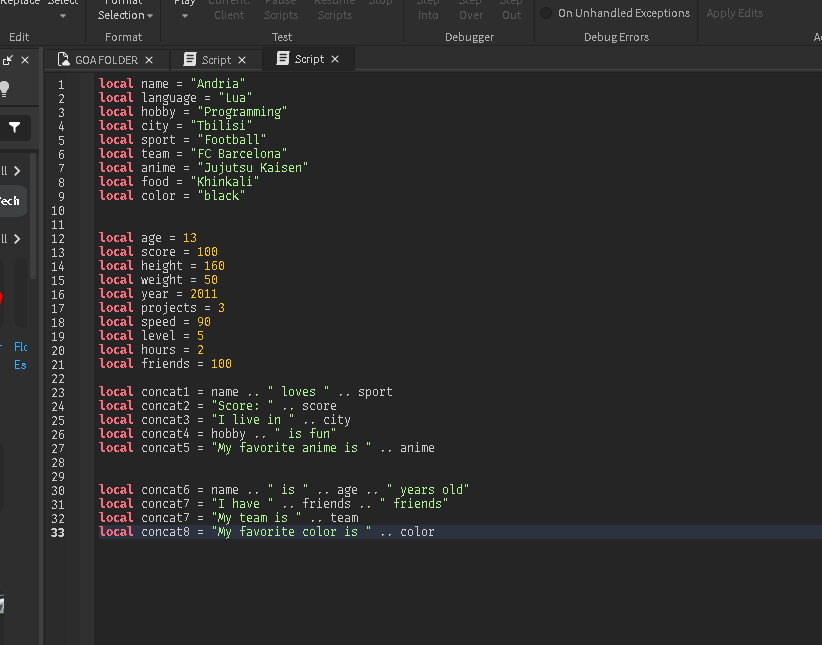 Replace Select
Format
Selection
Play
Current:
Client
Pause
Scripts
Resume
Scripts
Stop
Step
Into
Step
Over
Step
Out
On Unhandled Exceptions
Apply Edits
Edit
Format
Test
Debugger
Debug Errors
GOAFOLDER
Script
Script
1 local name = "Andria"
2 local language = "Lua"
3 local hobby = "Programming"
4 local city = "Tbilisi"
5 local sport = "Football"
6 local team = "FC Barcelona"
7 local anime = "Jujutsu Kaisen"
8 local food = "Khinkali"
9 local color = "black"
10
11
12 local age = 13
13 local score = 100
14 local height = 160
15 local weight = 50
16 local year = 2011
17 local projects = 3
18 local speed = 90
19 local level = 5
20 local hours = 2
21 local friends = 100
22
23 local concat1 = name .. " loves " .. sport
24 local concat2 = "Score: " .. score
25 local concat3 = "I live in " .. city
26 local concat4 = hobby .. " is fun"
27 local concat5 = "My favorite anime is " .. anime
28
29
30 local concat6 = name .. " is " .. age .. " years old"
31 local concat7 = "I have " .. friends .. " friends"
32 local concat7 = "My team is " .. team
33 local concat8 = "My favorite color is " .. color